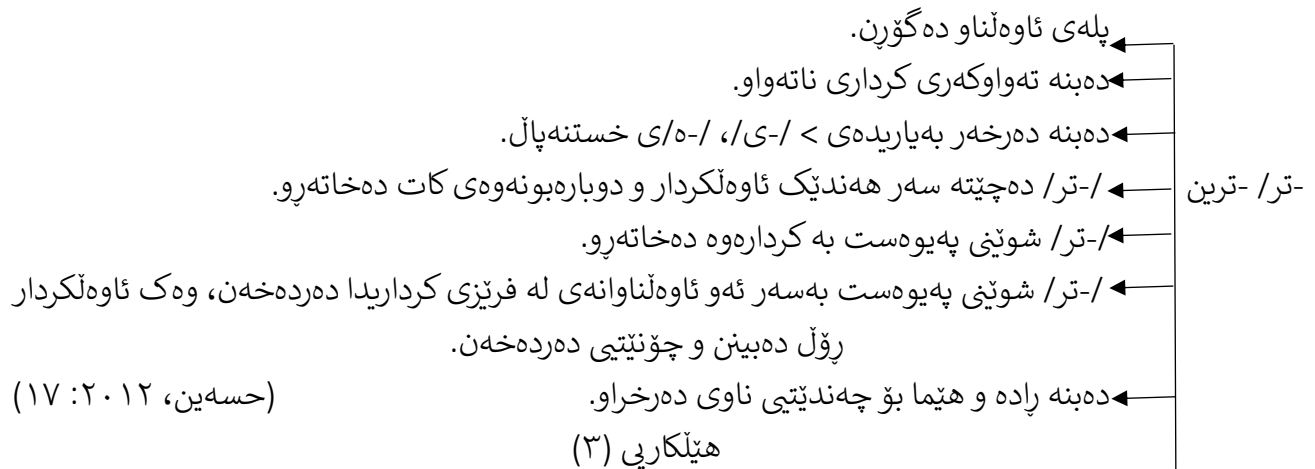 پلەی ئاوەڵناو دەگۆڕن.
دەبنە تەواوکەری کرداری ناتەواو.
دەبنە دەرخەر بەیاریدەی > /-ی/، /-ە/ی خستنەپاڵ.
/-تر/ دەچێتە سەر هەندێک ئاوەڵکردار و دوبارەبونەوەی کات دەخاتەڕو.
-تر/ -ترین
/-تر/ شوێنی پەیوەست بە کردارەوە دەخاتەڕو.
/-تر/ شوێنی پەیوەست بەسەر ئەو ئاوەڵناوانەی لە فرێزی کرداریدا دەردەخەن، وەک ئاوەڵکردار
ڕۆڵ دەبینن و چۆنێتیی دەردەخەن.
دەبنە ڕادە و هێما بۆ چەندێتیی ناوی دەرخراو. (حسەین، ٢٠١٢: ١٧)
هێڵکاریی (٣)